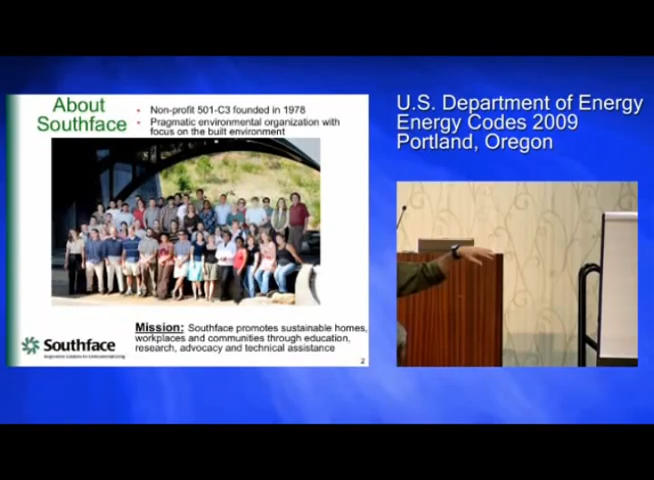 About
Southface
• Non-profit 501-C3 founded in 1978
• Pragmatic environmental organization with
focus on the built environment
U.S. Department of Energy
Energy Codes 2009
Portland, Oregon
Mission: Southface promotes sustainable homes,
workplaces and communities through education,
research, advocacy and technical assistance
Southface
2